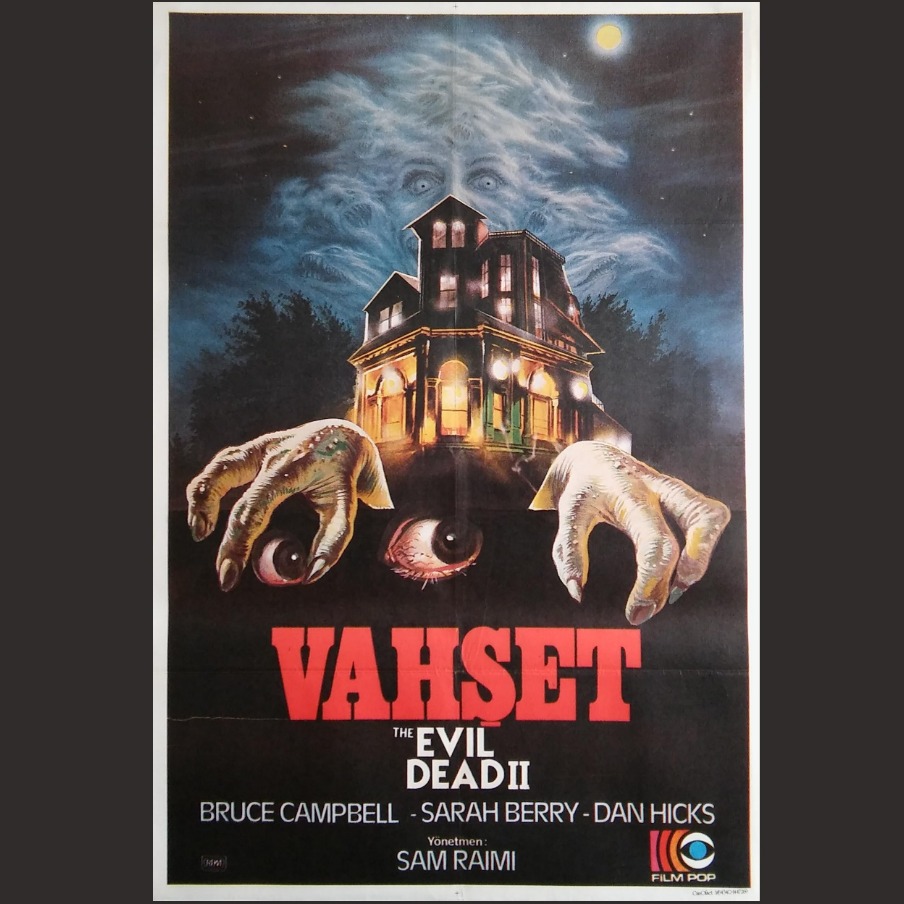 VAHŞET
THE EVIL
DEAD II
BRUCE CAMPBELL - SARAH BERRY - DAN HICKS
Yönetmen:
SAM RAIMI
FILM POP